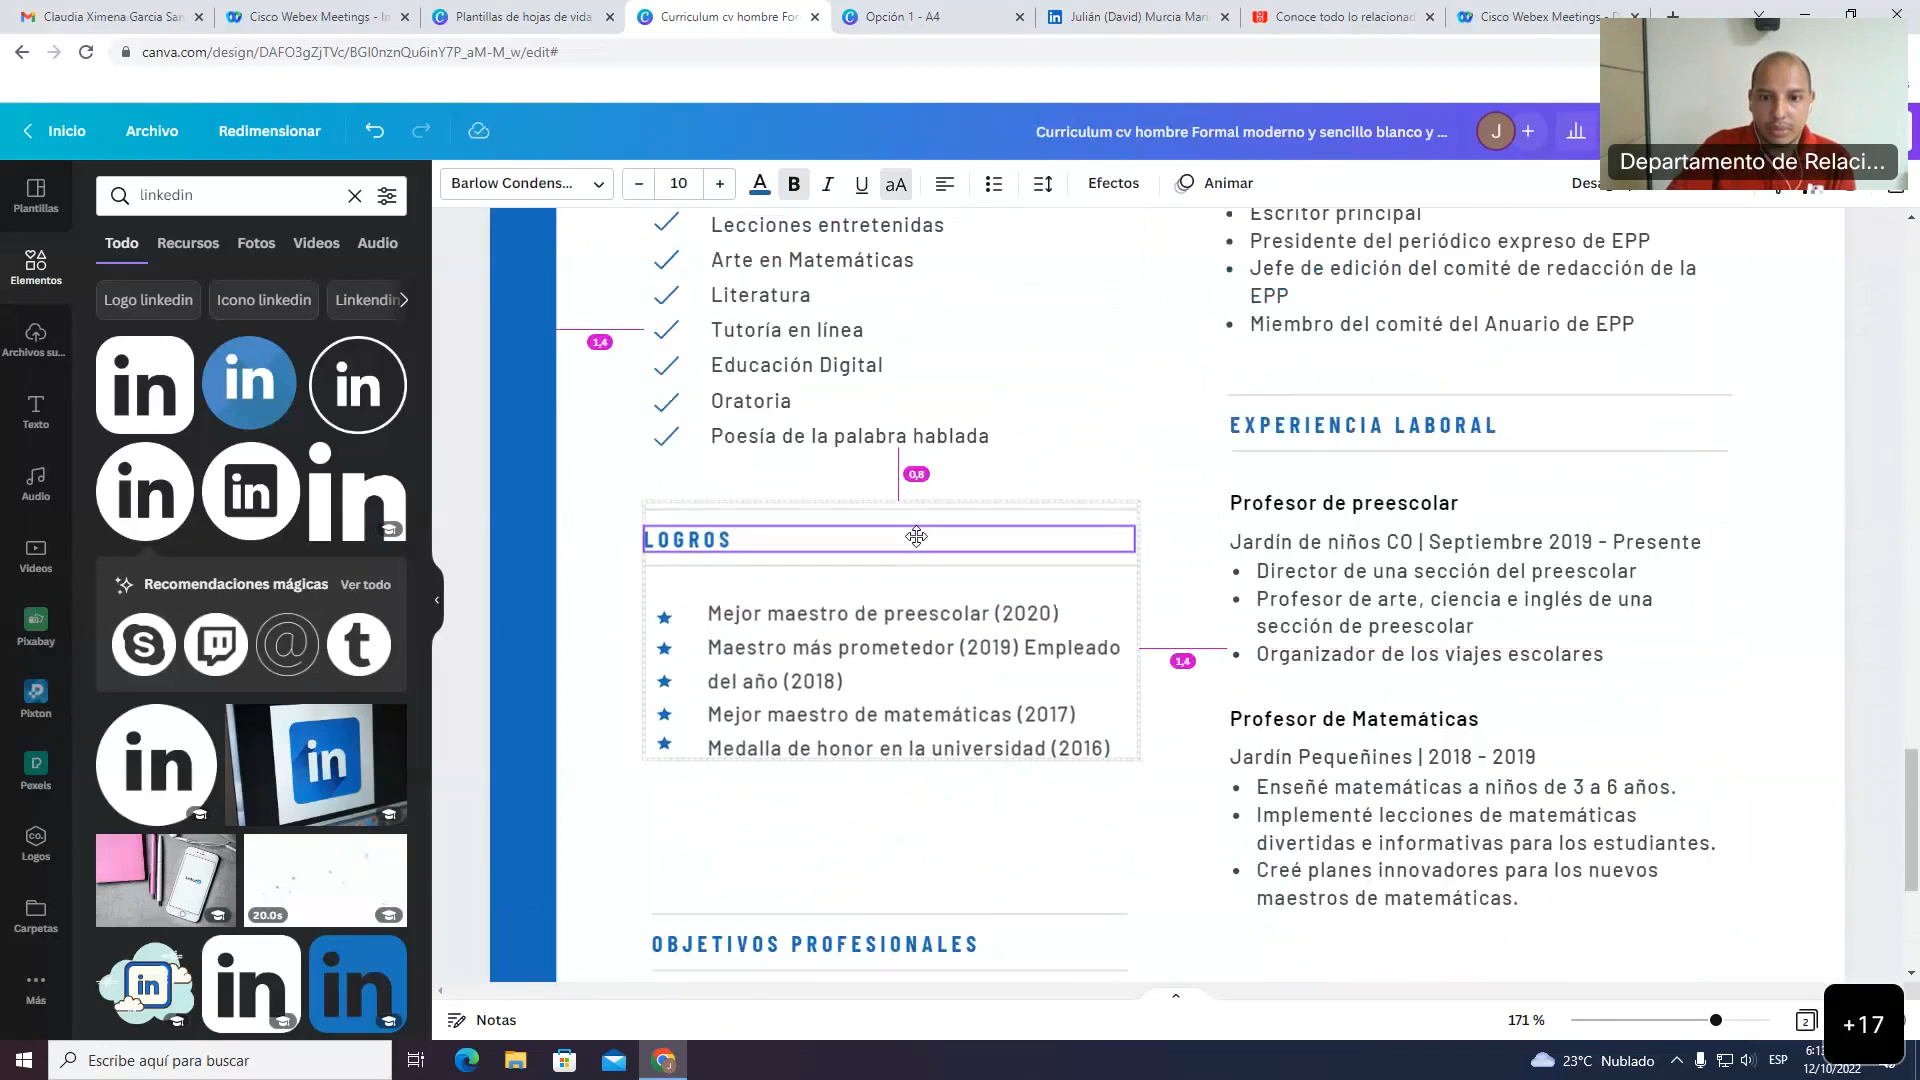 Claudia Ximena Garcia San
Cisco Webex Meetings - In
Plantillas de hojas de vida
Curriculum cv hombre For
Opción 1 - A4
Julián (David) Murcia Mari
Conoce todo lo relacionad
Cisco Webex Meetings - D
canva.com/design/DAFO3gZjTVc/BGI0nznQu6inY7P_aM-M_w/edit#
Inicio
Archivo
Redimensionar
Curriculum cv hombre Formal moderno y sencillo blanco y ...
J
Departamento de Relaci...
Plantillas
Elementos
Archivos su...
Texto
Audio
Videos
Pixabay
Pixton
Pexels
Logos
Carpetas
Más
linkedin
Todo
Recursos
Fotos
Videos
Audio
Logo linkedin
Icono linkedin
Linkendin
Recomendaciones mágicas
Ver todo
20.0s
Barlow Condens...
10
B
I
U
aA
Efectos
Animar
Lecciones entretenidas
Arte en Matemáticas
Literatura
Tutoría en línea
Educación Digital
Oratoria
Poesía de la palabra hablada
1,4
0,8
LOGROS
Mejor maestro de preescolar (2020)
Maestro más prometedor (2019) Empleado
del año (2018)
Mejor maestro de matemáticas (2017)
Medalla de honor en la universidad (2016)
1,4
OBJETIVOS PROFESIONALES
Escritor principal
Presidente del periódico expreso de EPP
Jefe de edición del comité de redacción de la
EPP
Miembro del comité del Anuario de EPP
EXPERIENCIA LABORAL
Profesor de preescolar
Jardín de niños CO | Septiembre 2019 - Presente
Director de una sección del preescolar
Profesor de arte, ciencia e inglés de una
sección de preescolar
Organizador de los viajes escolares
Profesor de Matemáticas
Jardín Pequeñines | 2018 - 2019
Enseñé matemáticas a niños de 3 a 6 años.
Implementé lecciones de matemáticas
divertidas e informativas para los estudiantes.
Creé planes innovadores para los nuevos
maestros de matemáticas.
Notas
171 %
2
+17
Escribe aquí para buscar
23°C Nublado
ESP
12/10/2022